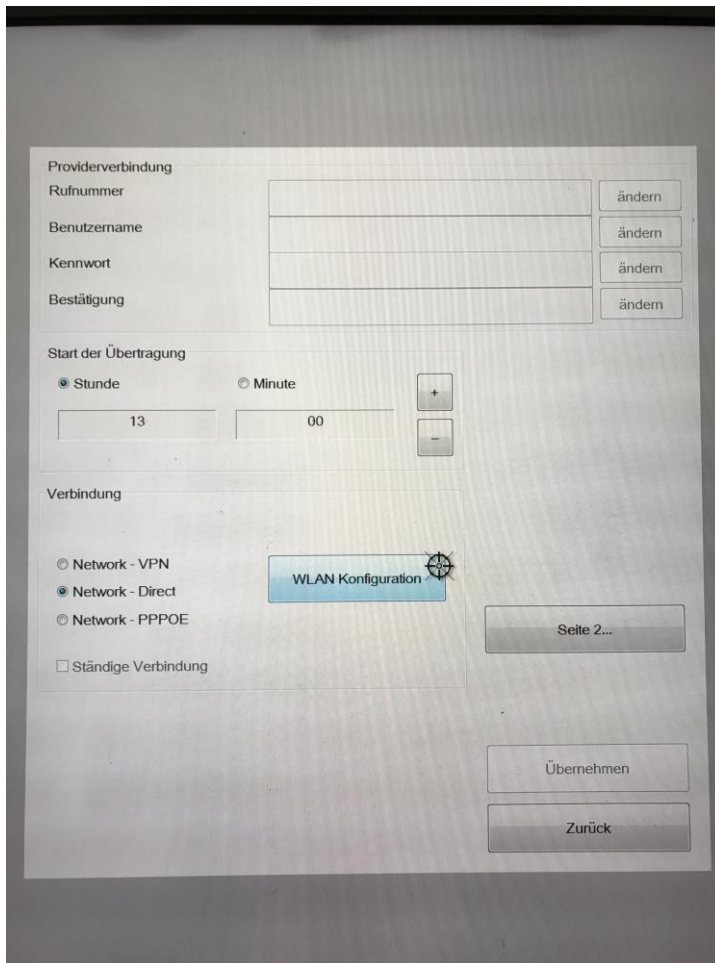 Providerverbindung
Rufnummer ändern
Benutzername ändern
Kennwort ändern
Bestätigung ändern
Start der Übertragung
Stunde Minute +
13 00
–
Verbindung
Network - VPN
WLAN Konfiguration
Network - Direct
Network - PPPOE
Seite 2...
Ständige Verbindung
Übernehmen
Zurück